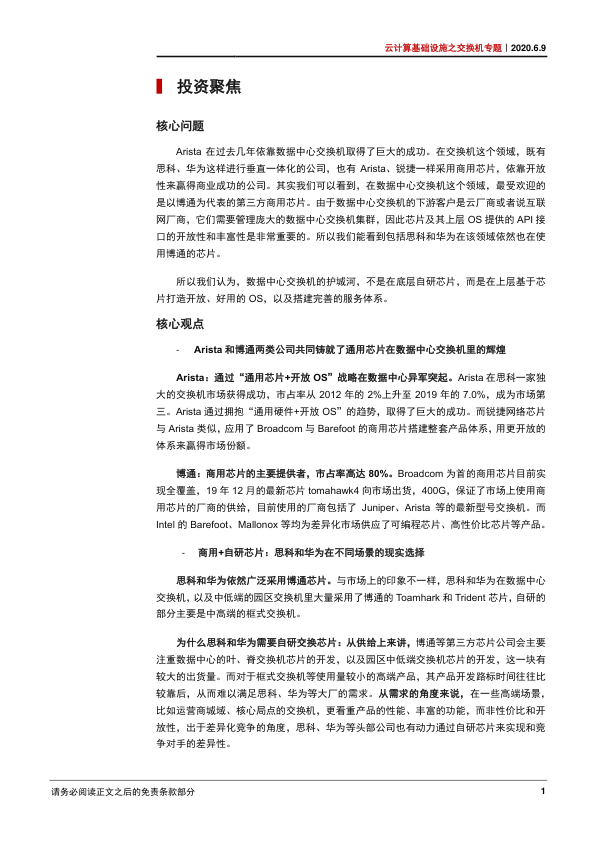 云计算基础设施之交换机专题|2020.6.9
投资聚焦
核心问题
Arista 在过去几年依靠数据中心交换机取得了巨大的成功。在交换机这个领域，既有
思科、华为这样进行垂直一体化的公司，也有 Arista、锐捷一样采用商用芯片，依靠开放
性来赢得商业成功的公司。其实我们可以看到，在数据中心交换机这个领域，最受欢迎的
是以博通为代表的第三方商用芯片。由于数据中心交换机的下游客户是云厂商或者说互联
网厂商，它们需要管理庞大的数据中心交换机集群，因此芯片及其上层 OS 提供的 API 接
口的开放性和丰富性是非常重要的。所以我们能看到包括思科和华为在该领域依然也在使
用博通的芯片。
所以我们认为，数据中心交换机的护城河，不是在底层自研芯片，而是在上层基于芯
片打造开放、好用的 OS，以及搭建完善的服务体系。
核心观点
- Arista 和博通两类公司共同铸就了通用芯片在数据中心交换机里的辉煌
Arista：通过“通用芯片+开放 OS”战略在数据中心异军突起。Arista 在思科一家独
大的交换机市场获得成功，市占率从 2012 年的 2%上升至 2019 年的 7.0%，成为市场第
三。Arista 通过拥抱“通用硬件+开放 OS”的趋势，取得了巨大的成功。而锐捷网络芯片
与 Arista 类似，应用了 Broadcom 与 Barefoot 的商用芯片搭建整套产品体系，用更开放的
体系来赢得市场份额。
博通：商用芯片的主要提供者，市占率高达 80%。Broadcom 为首的商用芯片目前实
现全覆盖，19 年 12 月的最新芯片 tomahawk4 向市场出货，400G，保证了市场上使用商
用芯片的厂商的供给，目前使用的厂商包括了 Juniper、Arista 等的最新型号交换机。而
Intel 的 Barefoot、Mallonox 等均为差异化市场供应了可编程芯片、高性价比芯片等产品。
- 商用+自研芯片：思科和华为在不同场景的现实选择
思科和华为依然广泛采用博通芯片。与市场上的印象不一样，思科和华为在数据中心
交换机，以及中低端的园区交换机里大量采用了博通的 Toamhark 和 Trident 芯片，自研的
部分主要是中高端的框式交换机。
为什么思科和华为需要自研交换芯片：从供给上来讲，博通等第三方芯片公司会主要
注重数据中心的叶、脊交换机芯片的开发，以及园区中低端交换机芯片的开发，这一块有
较大的出货量。而对于框式交换机等使用量较小的高端产品，其产品开发路标时间往往比
较靠后，从而难以满足思科、华为等大厂的需求。从需求的角度来说，在一些高端场景，
比如运营商城域、核心局点的交换机，更看重产品的性能、丰富的功能，而非性价比和开
放性，出于差异化竞争的角度，思科、华为等头部公司也有动力通过自研芯片来实现和竞
争对手的差异性。
请务必阅读正文之后的免责条款部分
1